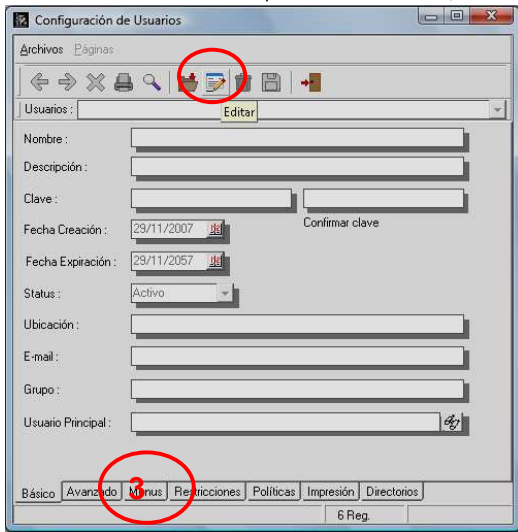 Configuración de Usuarios
Archivos Páginas
Usuarios :
Editar
Nombre :
Descripción :
Clave :
Confirmar clave
Fecha Creación : 29/11/2007
Fecha Expiración : 29/11/2057
Status : Activo
Ubicación :
E-mail :
Grupo :
Usuario Principal :
3
Básico Avanzado Menus Restricciones Políticas Impresión Directorios
6 Reg.